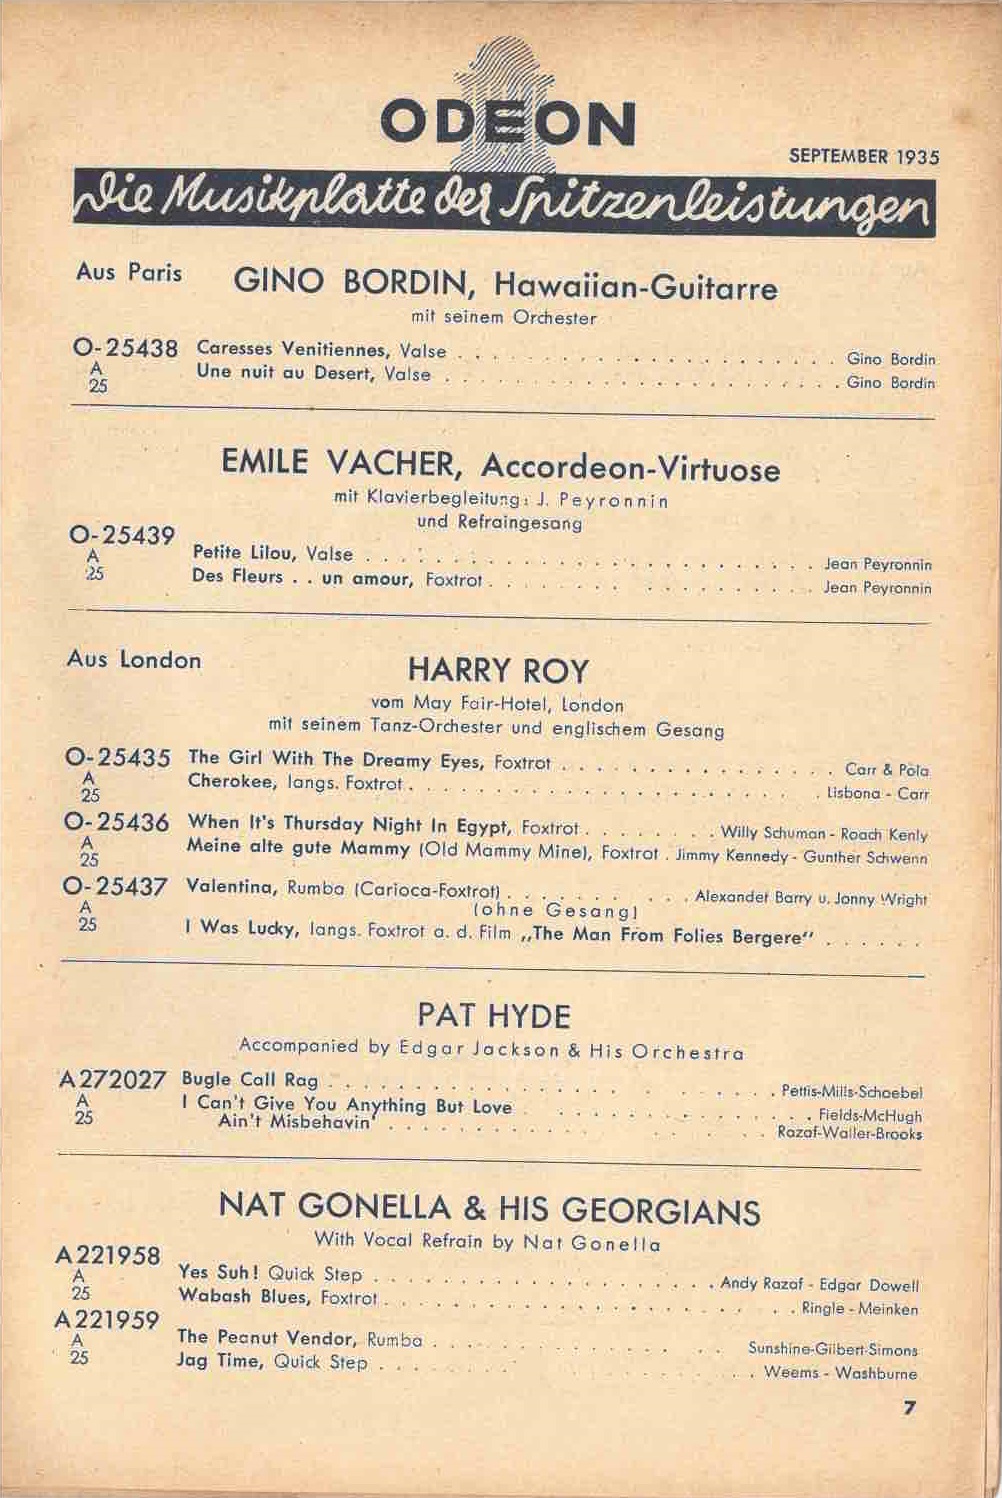 ODEON
SEPTEMBER 1935
Die Musikplatte der Spitzenleistungen
Aus Paris GINO BORDIN, Hawaiian-Guitarre
mit seinem Orchester
O-25438 Caresses Venitiennes, Valse . . . . . . . . . . . . . . . . . . . . Gino Bordin
A
25 Une nuit au Desert, Valse . . . . . . . . . . . . . . . . . . . . Gino Bordin
EMILE VACHER, Accordeon-Virtuose
mit Klavierbegleitung: J. Peyronnin
und Refraingesang
O-25439
A Petite Lilou, Valse . . . . . . . . . . . . . . . . . . . . Jean Peyronnin
25 Des Fleurs . . un amour, Foxtrot . . . . . . . . . . . . . . . . Jean Peyronnin
Aus London HARRY ROY
vom May Fair-Hotel, London
mit seinem Tanz-Orchester und englischem Gesang
O-25435 The Girl With The Dreamy Eyes, Foxtrot . . . . . . . . . . . . . . . . Carr & Pola
A
25 Cherokee, langs. Foxtrot . . . . . . . . . . . . . . . . . . . . Lisbona - Carr
O-25436 When It's Thursday Night In Egypt, Foxtrot . . . . . . . . Willy Schuman - Roach Kenly
A
25 Meine alte gute Mammy (Old Mammy Mine), Foxtrot . Jimmy Kennedy - Gunther Schwenn
O-25437 Valentina, Rumba (Carioca-Foxtrot) . . . . . . . . . . Alexander Barry u. Jonny Wright
A (ohne Gesang)
25 I Was Lucky, langs. Foxtrot a. d. Film „The Man From Folies Bergere“ . . . . . .
PAT HYDE
Accompanied by Edgar Jackson & His Orchestra
A 272027 Bugle Call Rag . . . . . . . . . . . . . . . . . . . . Pettis-Mills-Schoebel
A I Can't Give You Anything But Love . . . . . . . . . . . . . . Fields-McHugh
25 Ain't Misbehavin' . . . . . . . . . . . . . . . . Razaf-Waller-Brooks
NAT GONELLA & HIS GEORGIANS
With Vocal Refrain by Nat Gonella
A 221958
A Yes Suh! Quick Step . . . . . . . . . . . . . . . . . . . . Andy Razaf - Edgar Dowell
25 Wabash Blues, Foxtrot . . . . . . . . . . . . . . . . . . . . Ringle - Meinken
A 221959
A The Peanut Vendor, Rumba . . . . . . . . . . . . . . . . Sunshine-Gilbert-Simons
25 Jag Time, Quick Step . . . . . . . . . . . . . . . . Weems - Washburne
7